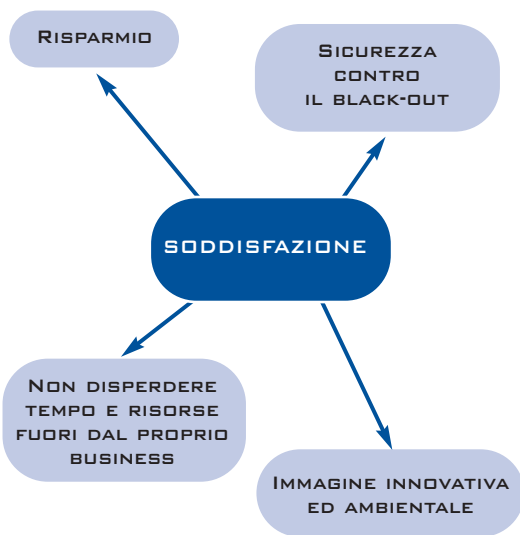 RISPARMIO
SICUREZZA
CONTRO
IL BLACK-OUT
SODDISFAZIONE
NON DISPERDERE
TEMPO E RISORSE
FUORI DAL PROPRIO
BUSINESS
IMMAGINE INNOVATIVA
ED AMBIENTALE